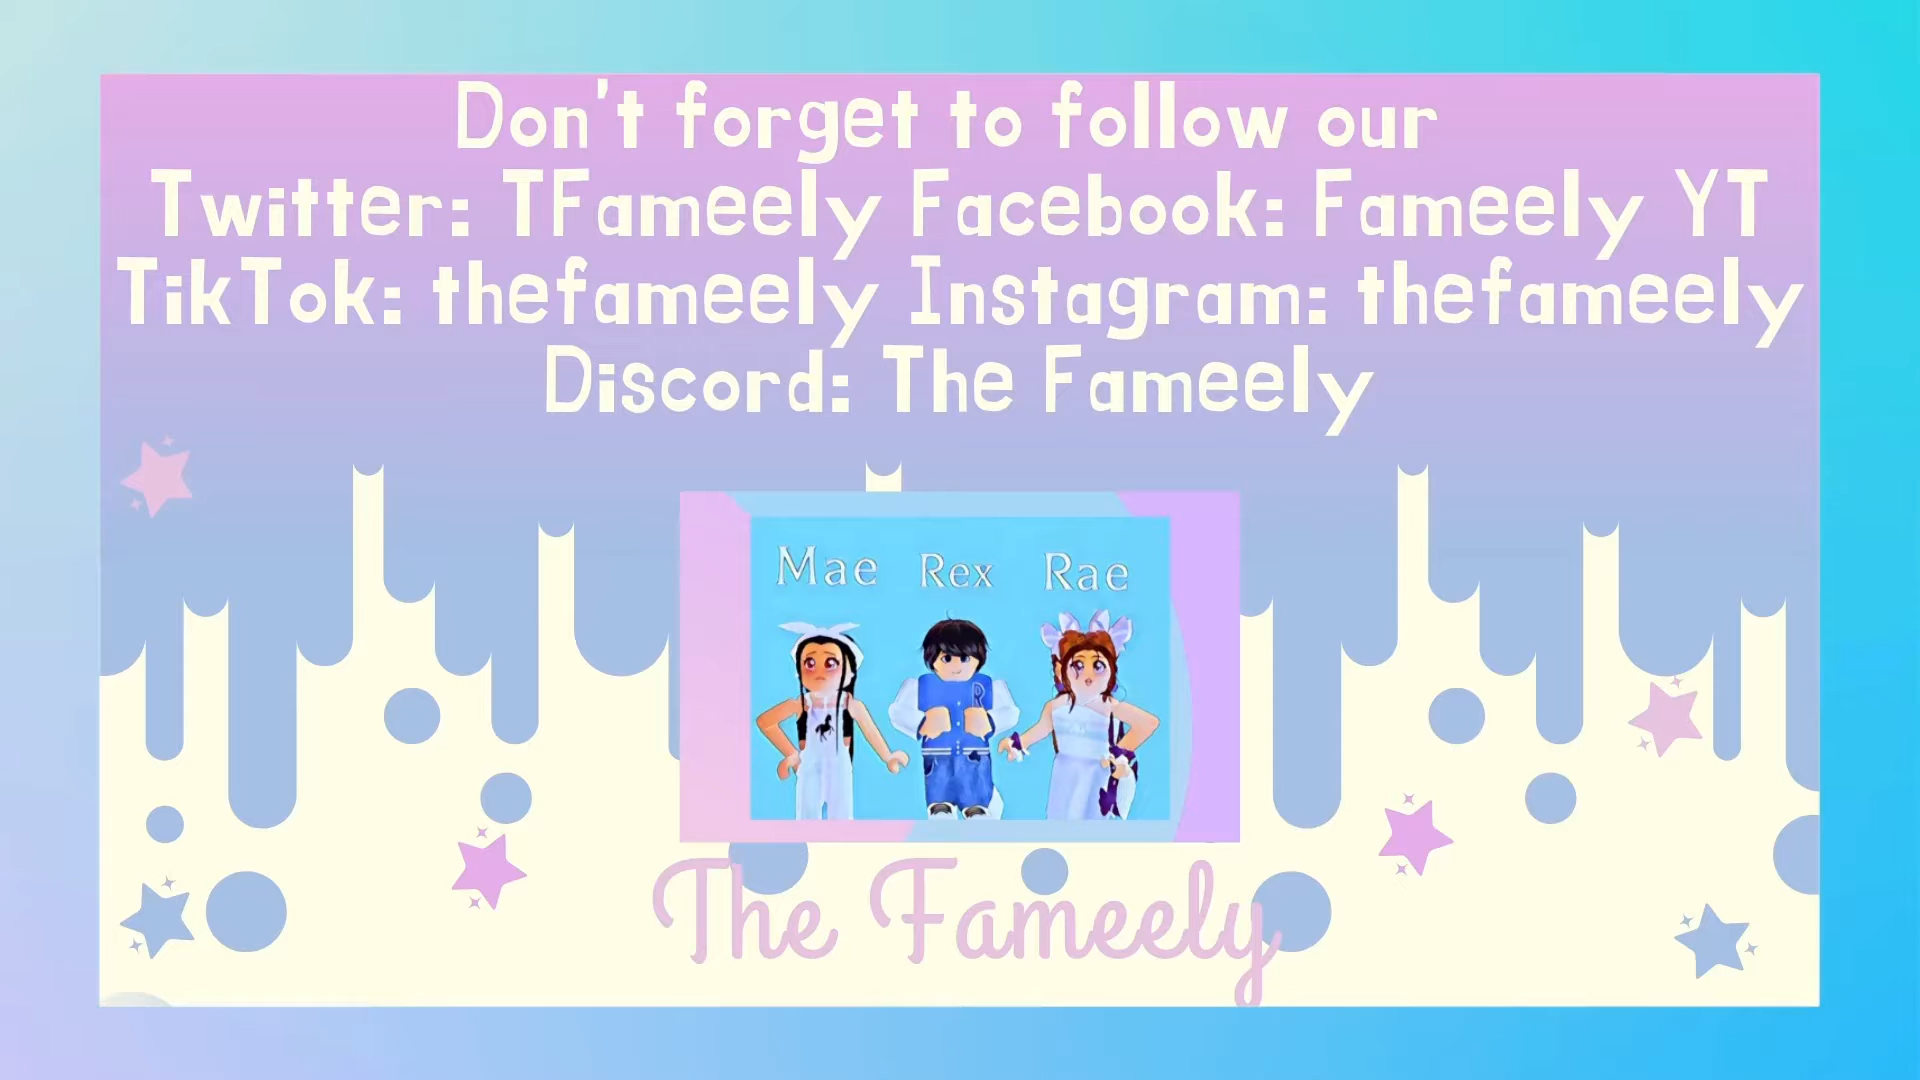 Don't forget to follow our
Twitter: TFameely Facebook: Fameely YT
TikTok: thefameely Instagram: thefameely
Discord: The Fameely
Mae Rex Rae
R
The Fameely